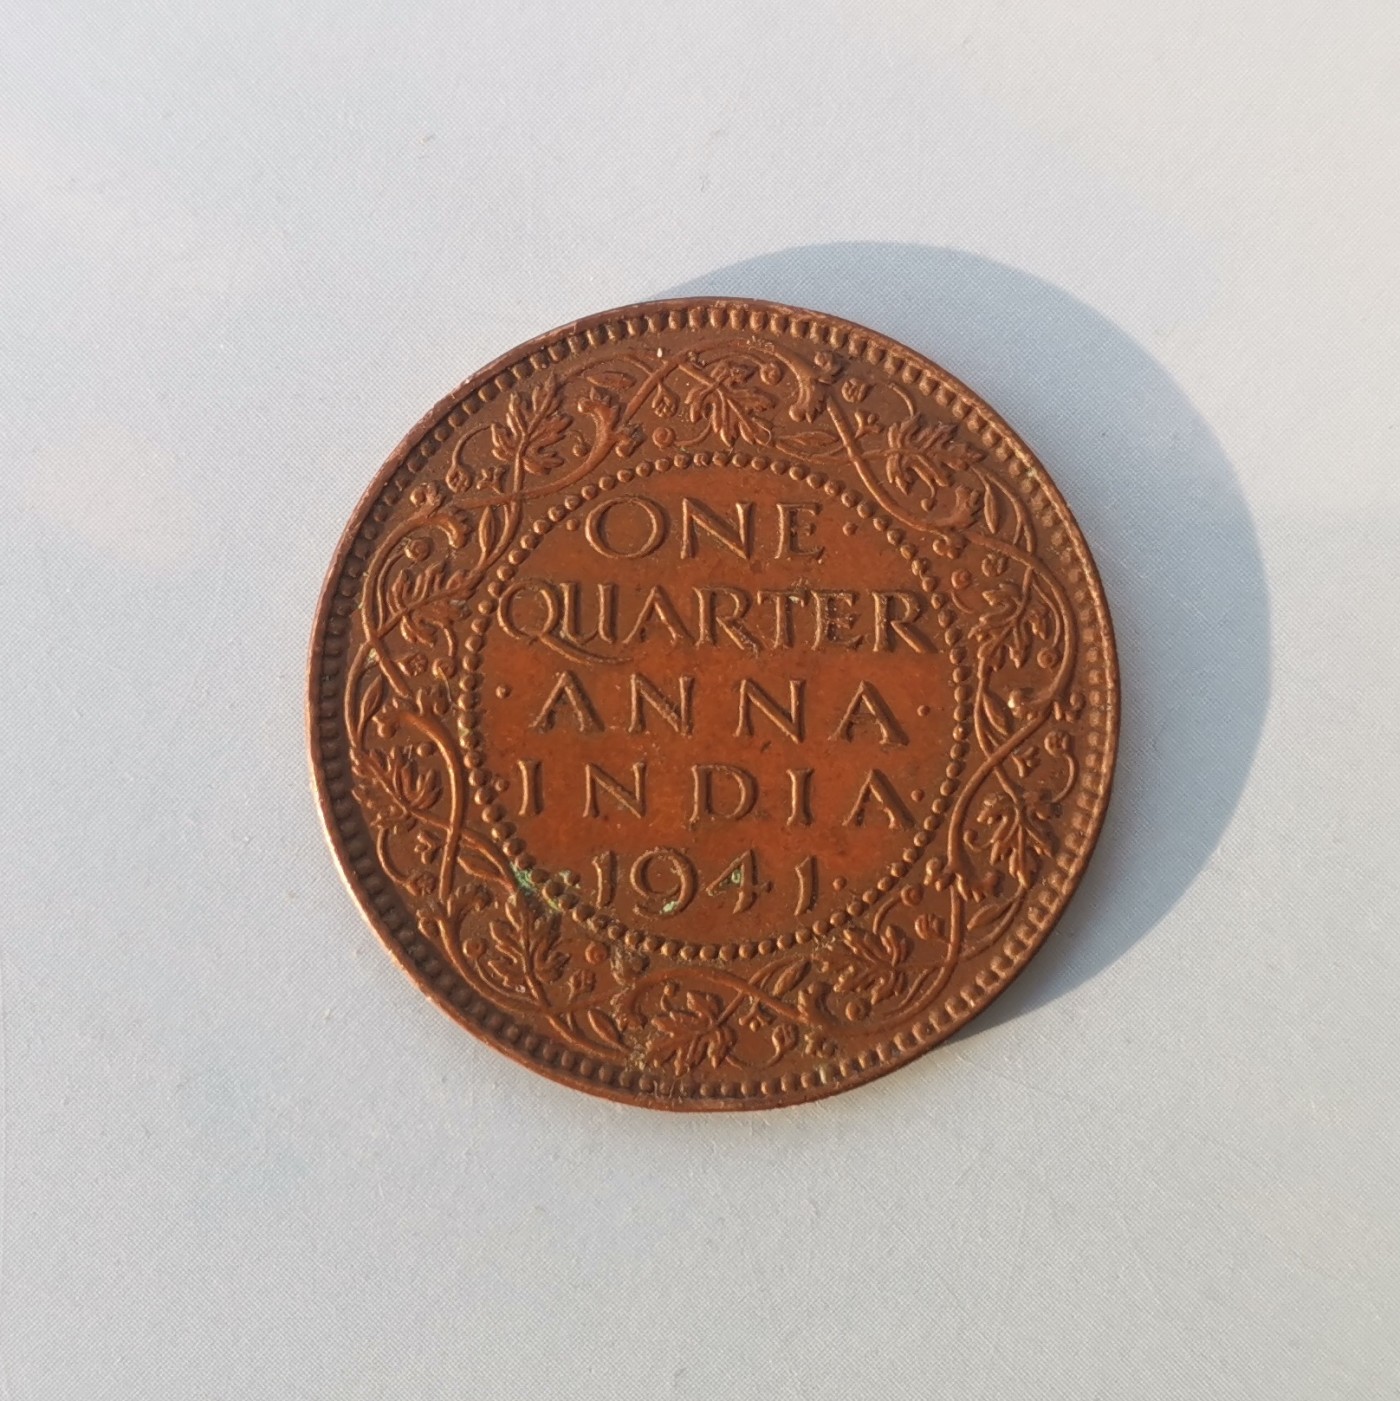 ONE
QUARTER
ANNA
INDIA
1941